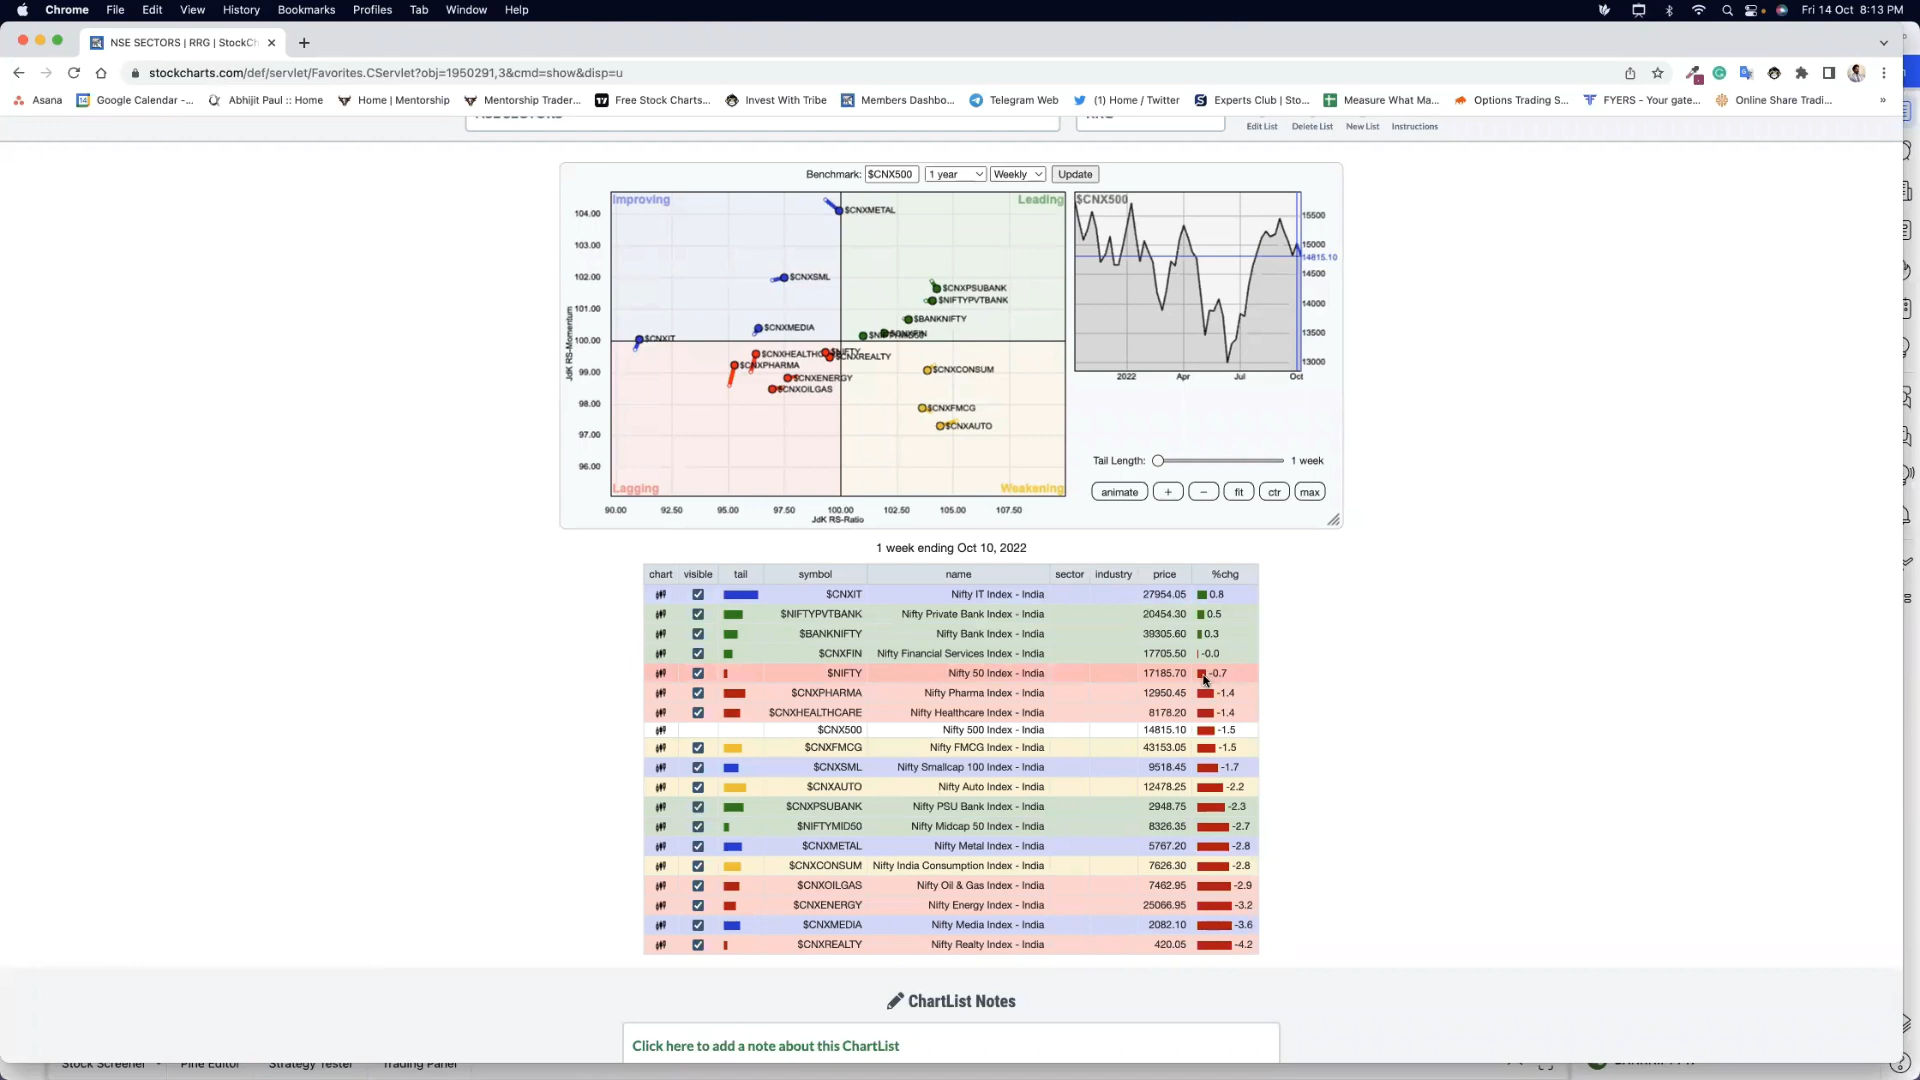 Chrome File Edit View History Bookmarks Profiles Tab Window Help Fri 14 Oct 8:13 PM
NSE SECTORS | RRG | StockCh
stockcharts.com/def/servlet/Favorites.CServlet?obj=1950291,3&cmd=show&disp=u
Asana Google Calendar -... Abhijit Paul :: Home Home | Mentorship Mentorship Trader... Free Stock Charts... Invest With Tribe Members Dashbo... Telegram Web (1) Home / Twitter Experts Club | Sto... Measure What Ma... Options Trading S... FYERS - Your gate... Online Share Tradi... »
Edit List Delete List New List Instructions
Benchmark: $CNX500 1 year Weekly Update
Improving Leading
104.00
103.00
102.00
101.00
100.00
99.00
98.00
97.00
96.00
JdK RS-Momentum
$CNXMETAL
$CNXSML
$CNXPSUBANK
$NIFTYPVTBANK
$BANKNIFTY
$CNXMEDIA
$CNXIT
$CNXREALTY
$CNXPHARMA
$CNXCONSUM
$CNXENERGY
$CNXOILGAS
$CNXFMCG
$CNXAUTO
Lagging Weakening
90.00 92.50 95.00 97.50 100.00 102.50 105.00 107.50
JdK RS-Ratio
$CNX500
15500
15000
14815.10
14500
14000
13500
13000
2022 Apr Jul Oct
Tail Length: 1 week
animate + − fit ctr max
1 week ending Oct 10, 2022
chart visible tail symbol name sector industry price %chg
$CNXIT Nifty IT Index - India 27954.05 0.8
$NIFTYPVTBANK Nifty Private Bank Index - India 20454.30 0.5
$BANKNIFTY Nifty Bank Index - India 39305.60 0.3
$CNXFIN Nifty Financial Services Index - India 17705.50 -0.0
$NIFTY Nifty 50 Index - India 17185.70 -0.7
$CNXPHARMA Nifty Pharma Index - India 12950.45 -1.4
$CNXHEALTHCARE Nifty Healthcare Index - India 8178.20 -1.4
$CNX500 Nifty 500 Index - India 14815.10 -1.5
$CNXFMCG Nifty FMCG Index - India 43153.05 -1.5
$CNXSML Nifty Smallcap 100 Index - India 9518.45 -1.7
$CNXAUTO Nifty Auto Index - India 12478.25 -2.2
$CNXPSUBANK Nifty PSU Bank Index - India 2948.75 -2.3
$NIFTYMID50 Nifty Midcap 50 Index - India 8326.35 -2.7
$CNXMETAL Nifty Metal Index - India 5767.20 -2.8
$CNXCONSUM Nifty India Consumption Index - India 7626.30 -2.8
$CNXOILGAS Nifty Oil & Gas Index - India 7462.95 -2.9
$CNXENERGY Nifty Energy Index - India 25066.95 -3.2
$CNXMEDIA Nifty Media Index - India 2082.10 -3.6
$CNXREALTY Nifty Realty Index - India 420.05 -4.2
ChartList Notes
Click here to add a note about this ChartList
Stock Screener Pine Editor Strategy Tester Trading Panel